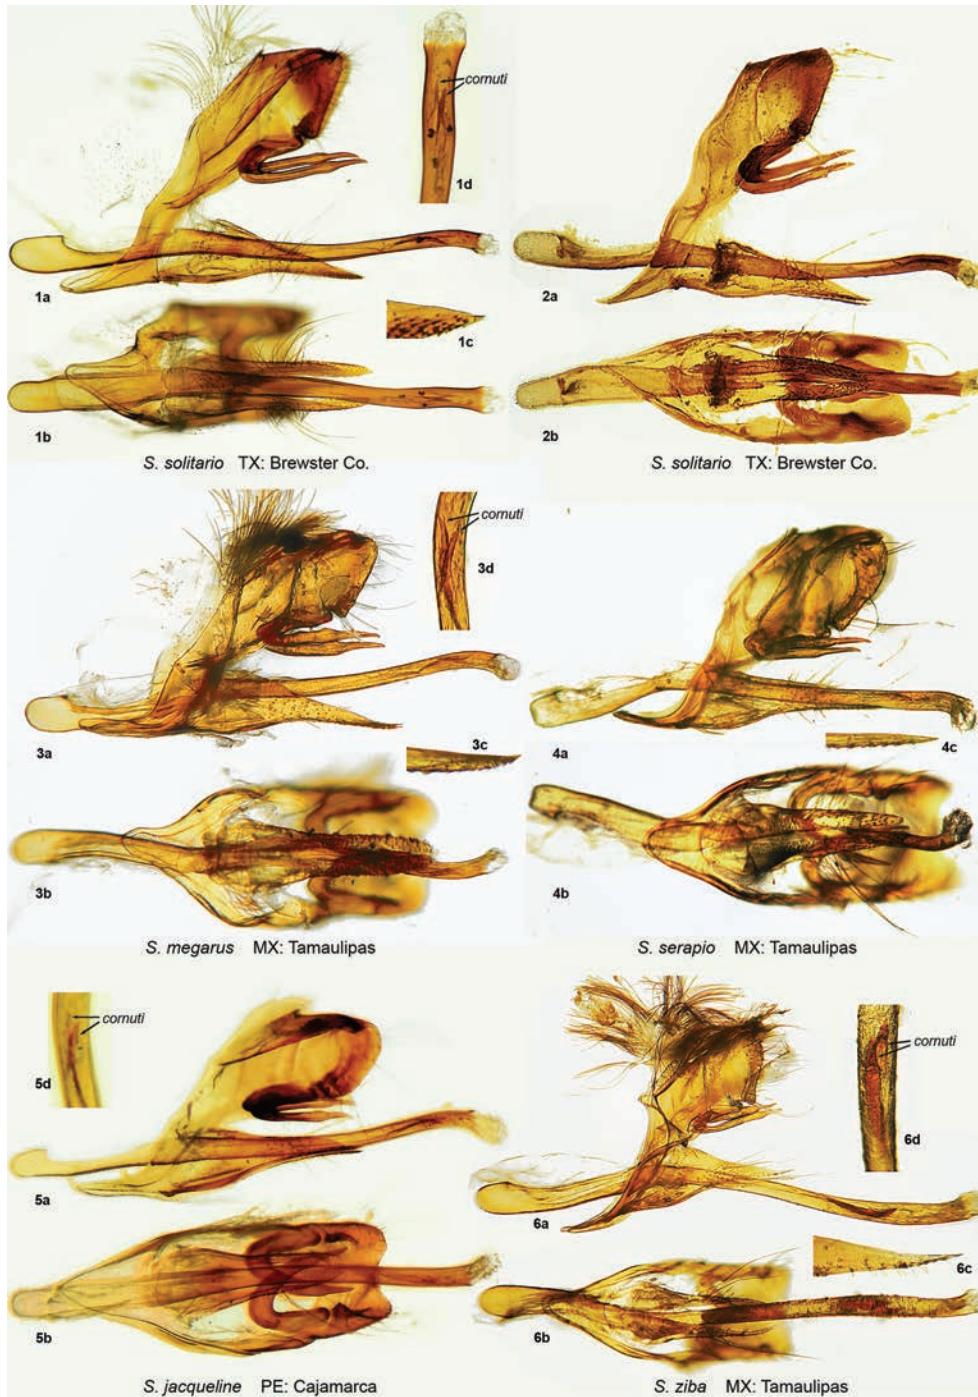 cornuti
1d
1a
1c
1b
2a
2b
S. solitario TX: Brewster Co.
S. solitario TX: Brewster Co.
cornuti
3d
3a
3c
3b
4a
4c
4b
S. megarus MX: Tamaulipas
S. serapio MX: Tamaulipas
cornuti
5d
5a
5b
cornuti
6d
6a
6c
6b
S. jacqueline PE: Cajamarca
S. ziba MX: Tamaulipas